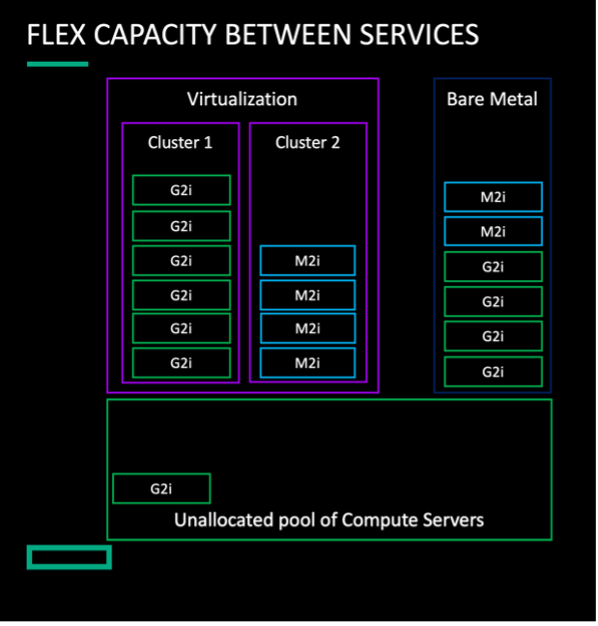 FLEX CAPACITY BETWEEN SERVICES
Virtualization
Cluster 1
G2i
G2i
G2i
G2i
G2i
G2i
Cluster 2
M2i
M2i
M2i
M2i
Bare Metal
M2i
M2i
G2i
G2i
G2i
G2i
G2i
Unallocated pool of Compute Servers